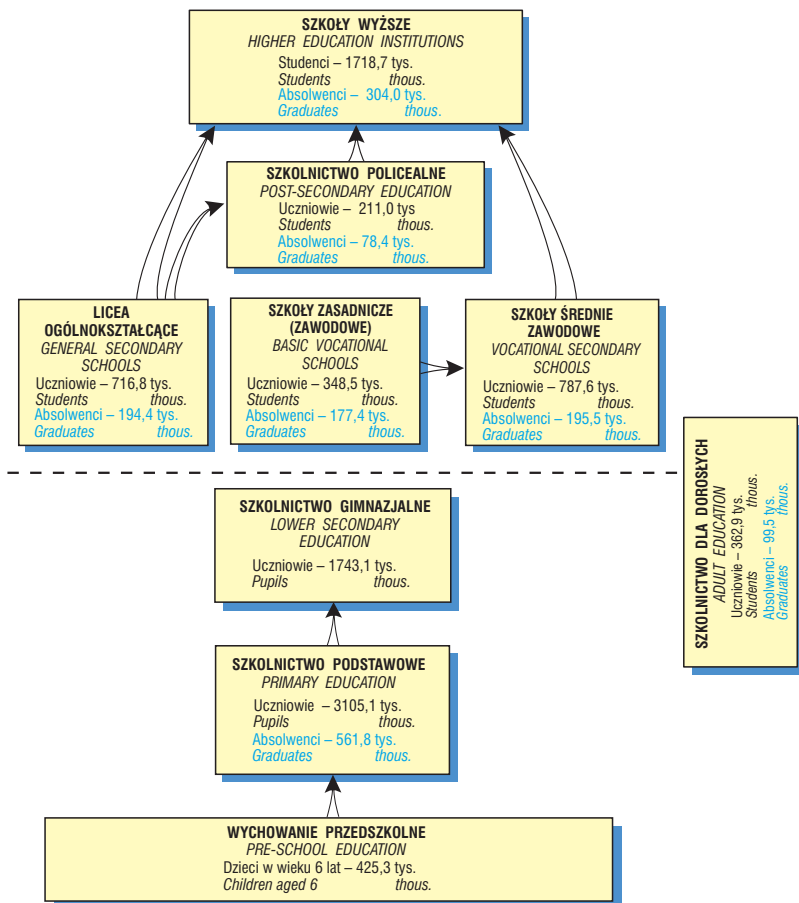 SZKOŁY WYŻSZE
HIGHER EDUCATION INSTITUTIONS
Studenci – 1718,7 tys.
Students thous.
Absolwenci – 304,0 tys.
Graduates thous.
SZKOLNICTWO POLICEALNE
POST-SECONDARY EDUCATION
Uczniowie – 211,0 tys
Students thous.
Absolwenci – 78,4 tys.
Graduates thous.
LICEA
OGÓLNOKSZTAŁCĄCE
GENERAL SECONDARY
SCHOOLS
Uczniowie – 716,8 tys.
Students thous.
Absolwenci – 194,4 tys.
Graduates thous.
SZKOŁY ZASADNICZE
(ZAWODOWE)
BASIC VOCATIONAL
SCHOOLS
Uczniowie – 348,5 tys.
Students thous.
Absolwenci – 177,4 tys.
Graduates thous.
SZKOŁY ŚREDNIE
ZAWODOWE
VOCATIONAL SECONDARY
SCHOOLS
Uczniowie – 787,6 tys.
Students thous.
Absolwenci – 195,5 tys.
Graduates thous.
SZKOLNICTWO DLA DOROSŁYCH
ADULT EDUCATION
Uczniowie – 362,9 tys.
Students thous.
Absolwenci – 99,5 tys.
Graduates thous.
SZKOLNICTWO GIMNAZJALNE
LOWER SECONDARY
EDUCATION
Uczniowie – 1743,1 tys.
Pupils thous.
SZKOLNICTWO PODSTAWOWE
PRIMARY EDUCATION
Uczniowie – 3105,1 tys.
Pupils thous.
Absolwenci – 561,8 tys.
Graduates thous.
WYCHOWANIE PRZEDSZKOLNE
PRE-SCHOOL EDUCATION
Dzieci w wieku 6 lat – 425,3 tys.
Children aged 6 thous.